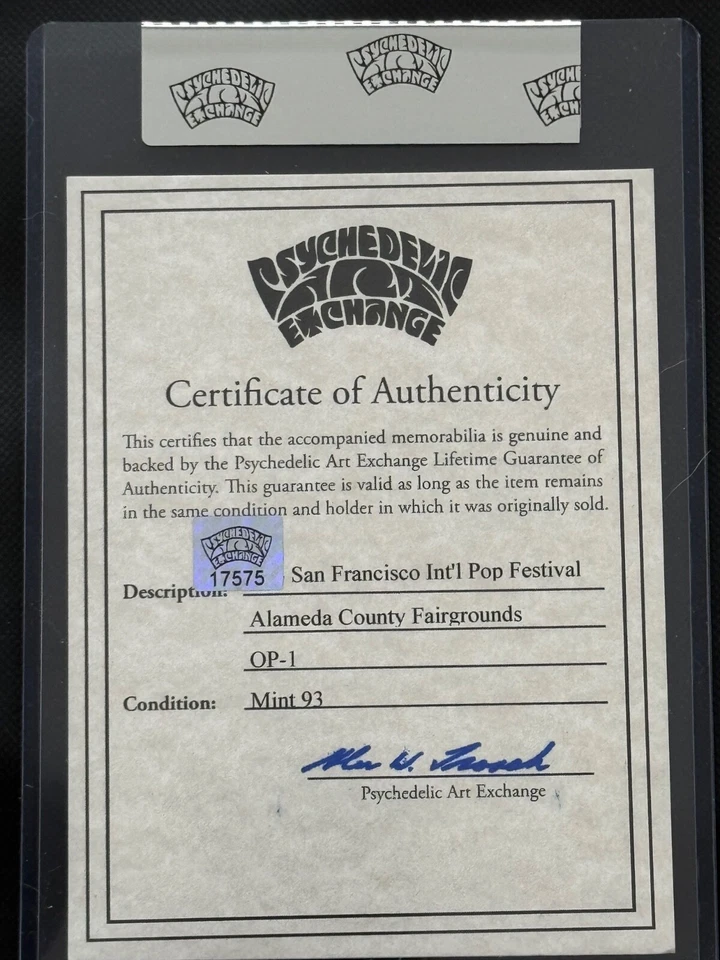 PSYCHEDELIC
ART
EXCHANGE
PSYCHEDELIC
ART
EXCHANGE
PSYCHEDELIC
ART
EXCHANGE
Certificate of Authenticity
This certifies that the accompanied memorabilia is genuine and
backed by the Psychedelic Art Exchange Lifetime Guarantee of
Authenticity. This guarantee is valid as long as the item remains
in the same condition and holder in which it was originally sold.
PSYCHEDELIC
ART
EXCHANGE
17575
Description: San Francisco Int'l Pop Festival
Alameda County Fairgrounds
OP-1
Condition: Mint 93
Psychedelic Art Exchange